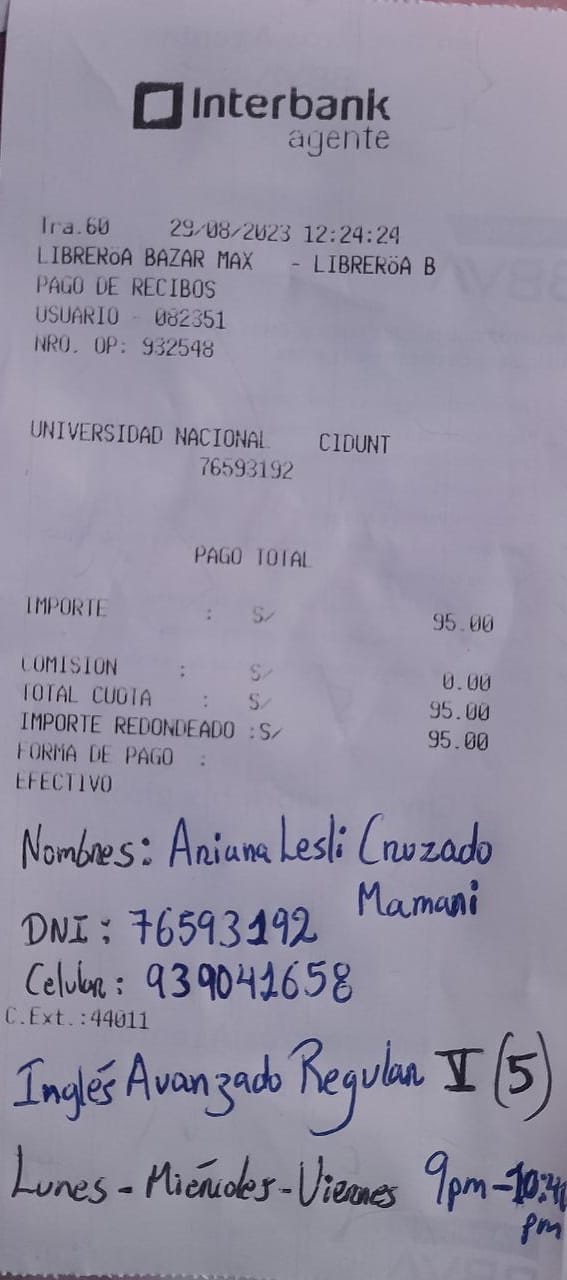 Interbank
agente
Tra.60 29/08/2023 12:24:24
LIBRERöA BAZAR MAX - LIBREROA B
PAGO DE RECIBOS
USUARIO - 082351
NRO. OP: 932548
UNIVERSIDAD NACIONAL CIDUNT
76593192
PAGO TOTAL
IMPORTE : S/ 95.00
COMISION : S/ 0.00
TOTAL CUOTA : S/ 95.00
IMPORTE REDONDEADO :S/ 95.00
FORMA DE PAGO :
EFECTIVO
Nombres: Ariana Lesli Cruzado
Mamani
DNI: 76593192
Celular: 939041658
C.Ext.:44011
Inglés Avanzado Regular V (5)
Lunes - Miércoles - Viernes 9pm-10:40
pm